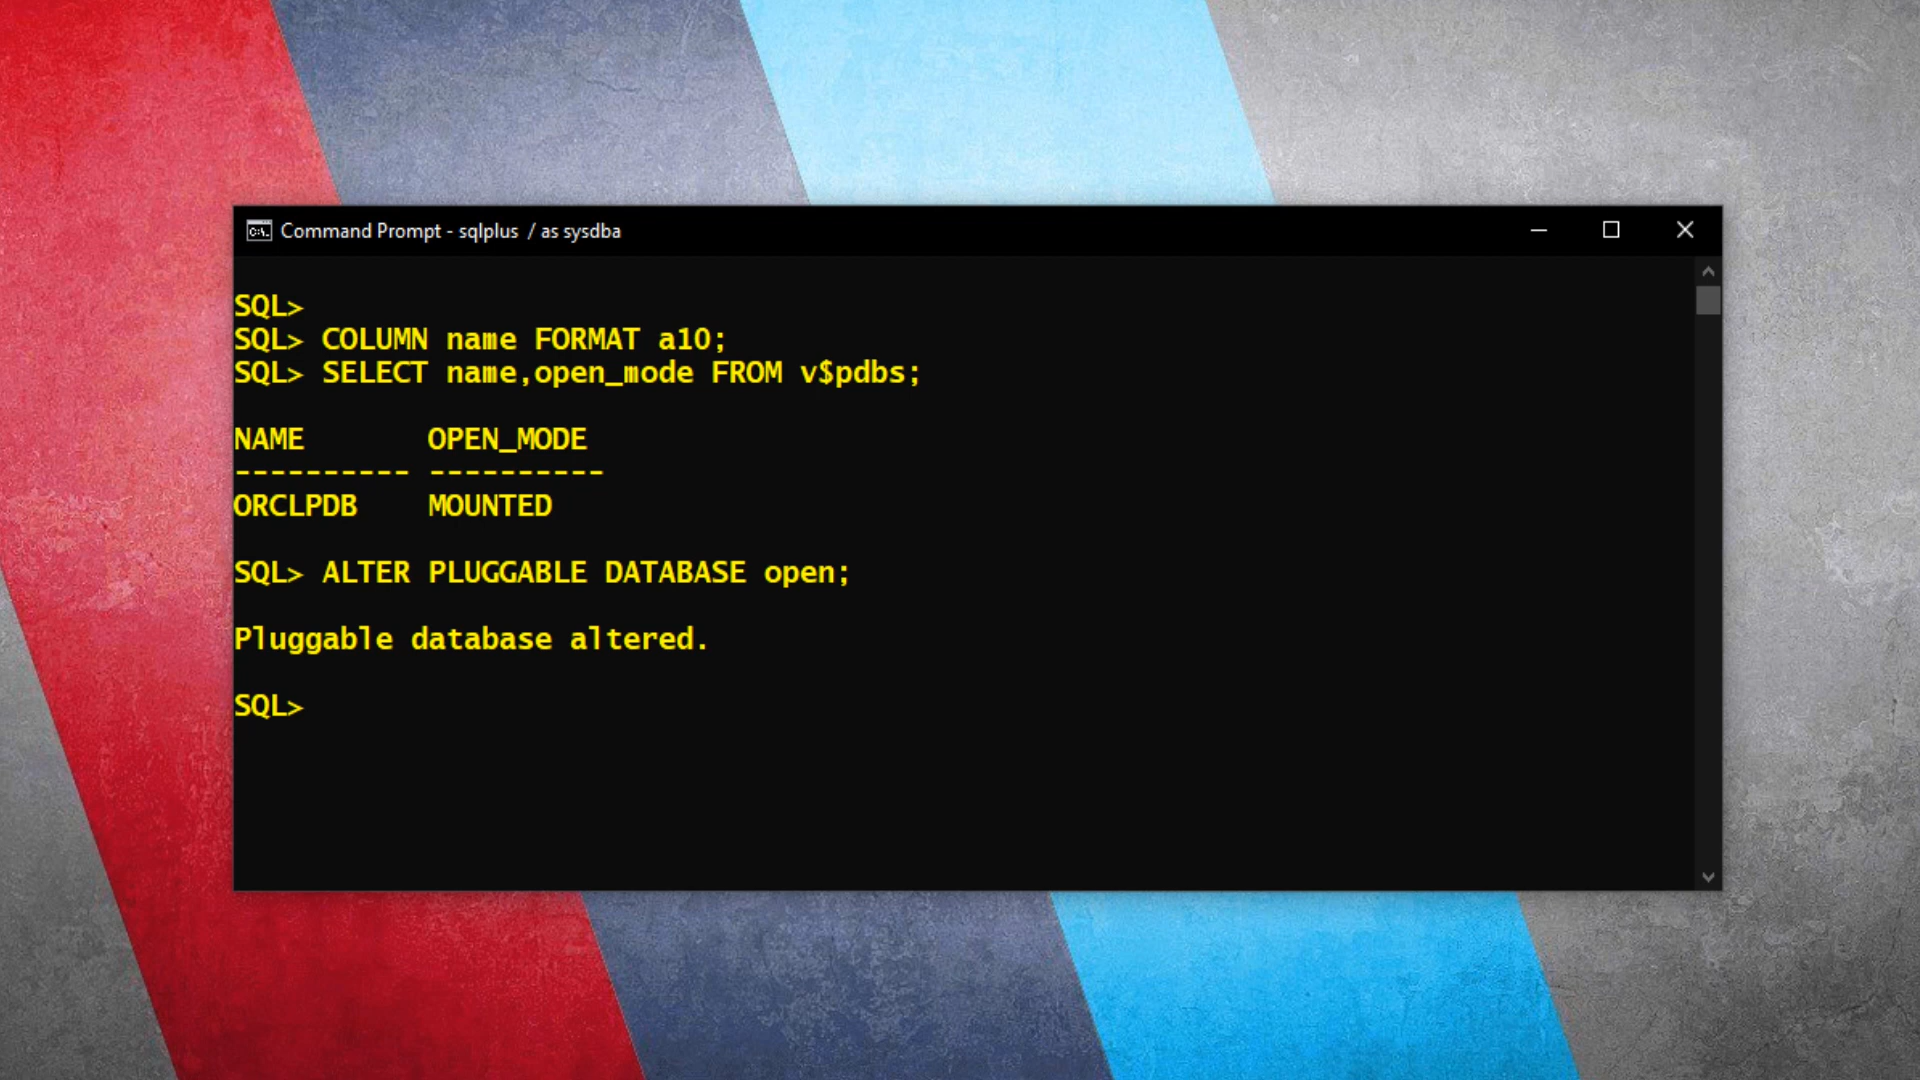 Command Prompt - sqlplus  / as sysdba
SQL>
SQL> COLUMN name FORMAT a10;
SQL> SELECT name,open_mode FROM v$pdbs;
NAME       OPEN_MODE
---------- ----------
ORCLPDB    MOUNTED
SQL> ALTER PLUGGABLE DATABASE open;
Pluggable database altered.
SQL>